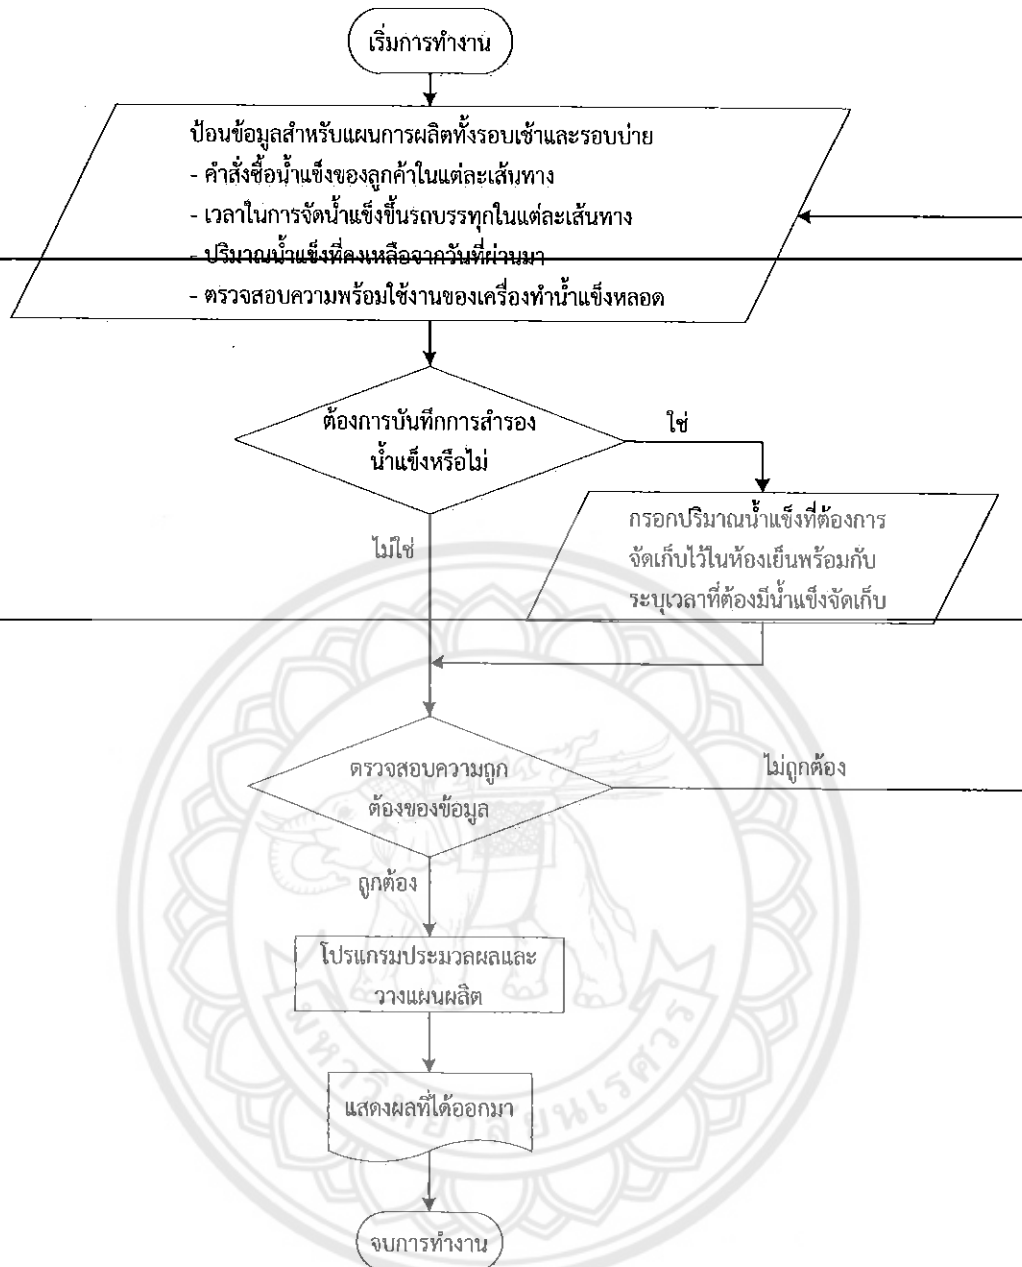 เริ่มการทำงาน
ป้อนข้อมูลสำหรับแผนการผลิตทั้งรอบเช้าและรอบบ่าย
- คำสั่งซื้อน้ำแข็งของลูกค้าในแต่ละเส้นทาง
- เวลาในการจัดน้ำแข็งขึ้นรถบรรทุกในแต่ละเส้นทาง
- ปริมาณน้ำแข็งที่คงเหลือจากวันที่ผ่านมา
- ตรวจสอบความพร้อมใช้งานของเครื่องทำน้ำแข็งหลอด
ต้องการบันทึกการสำรอง
น้ำแข็งหรือไม่
ใช่
กรอกปริมาณน้ำแข็งที่ต้องการ
จัดเก็บไว้ในห้องเย็นพร้อมกับ
ระบุเวลาที่ต้องมีน้ำแข็งจัดเก็บ
ไม่ใช่
ตรวจสอบความถูก
ต้องของข้อมูล
ไม่ถูกต้อง
ถูกต้อง
โปรแกรมประมวลผลและ
วางแผนผลิต
แสดงผลที่ได้ออกมา
มหาวิทยาลัยนเรศวร
จบการทำงาน